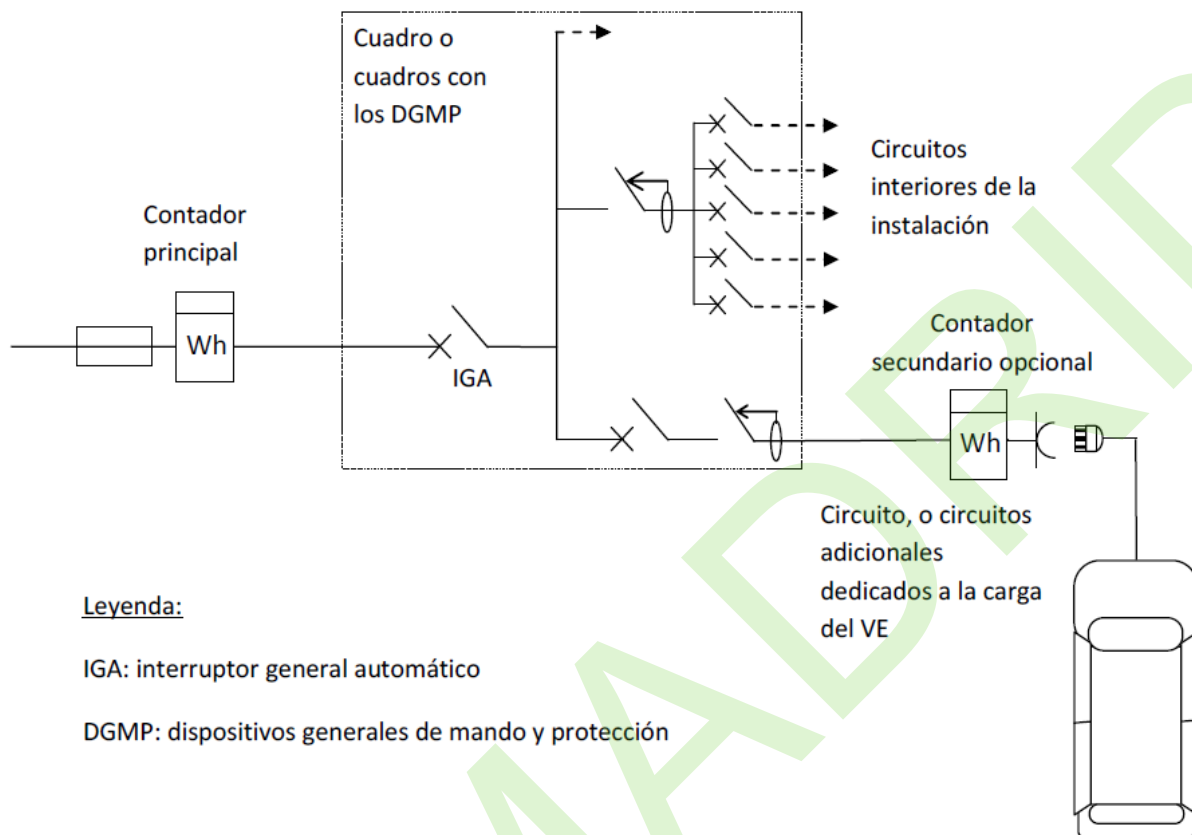 Cuadro o
cuadros con
los DGMP
Circuitos
interiores de la
instalación
Contador
principal
Wh
IGA
Contador
secundario opcional
Wh
Circuito, o circuitos
adicionales
dedicados a la carga
del VE
Leyenda:
IGA: interruptor general automático
DGMP: dispositivos generales de mando y protección
MADRID